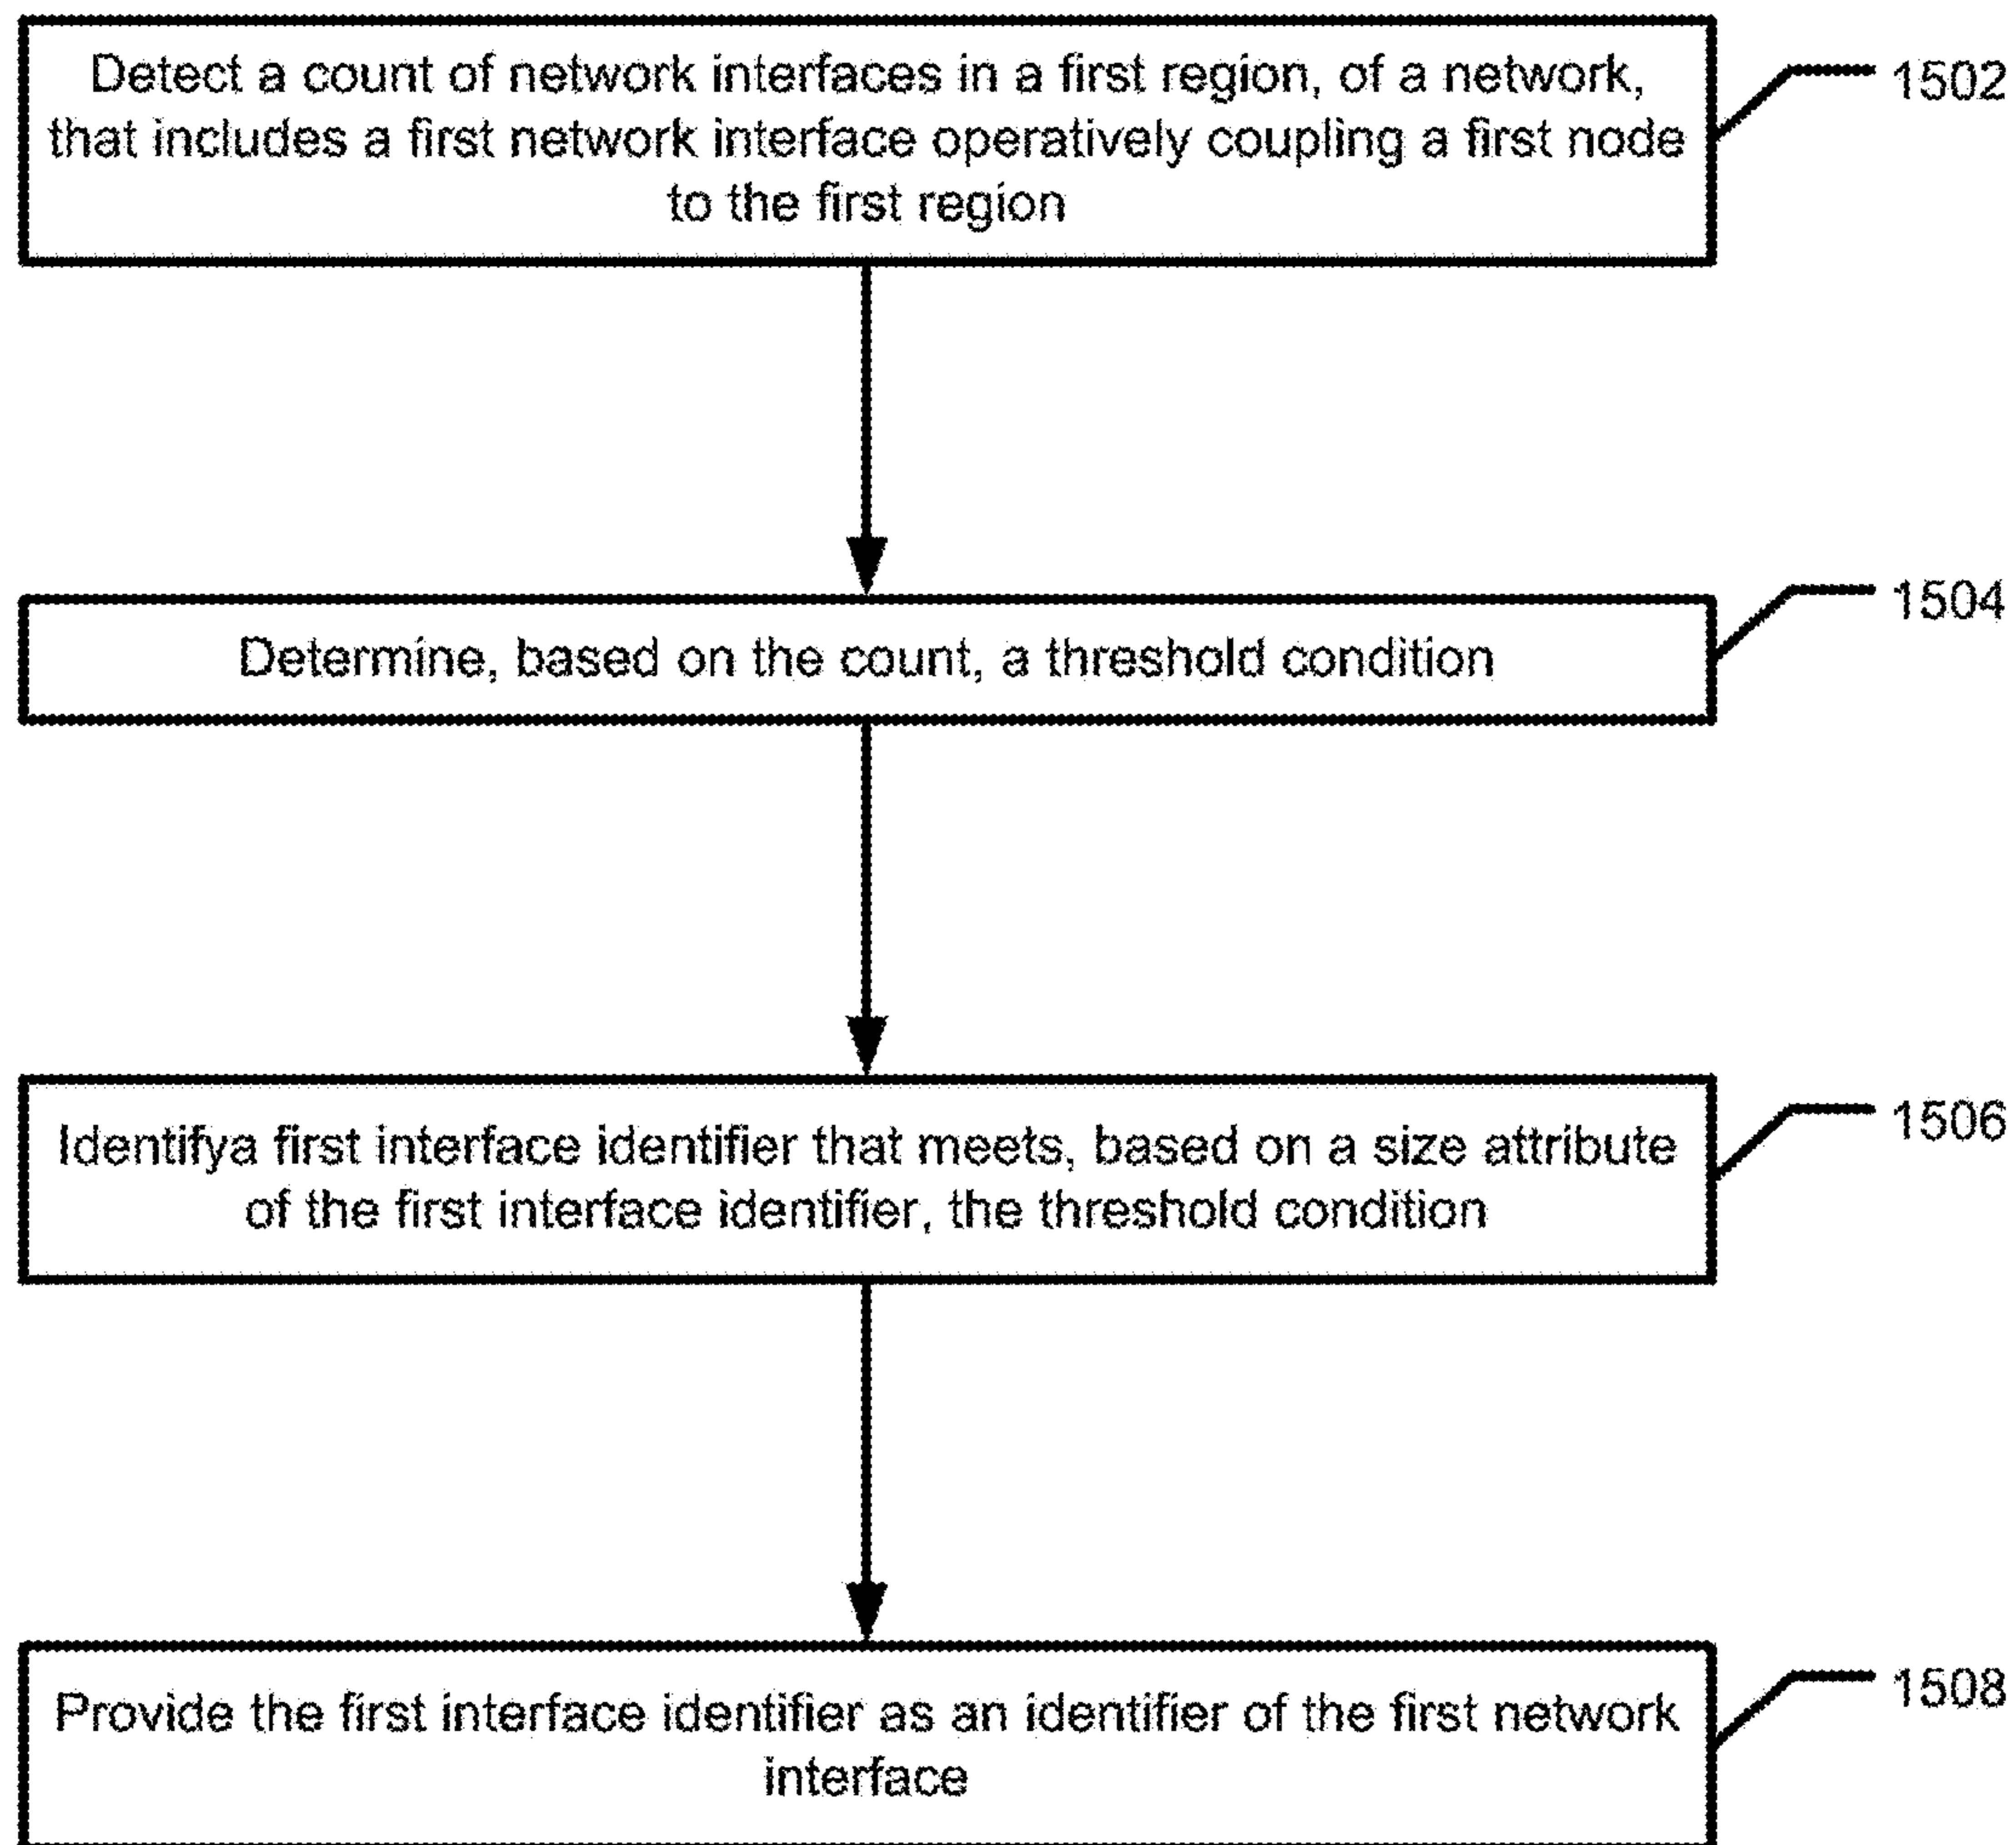 Detect a count of network interfaces in a first region, of a network,
that includes a first network interface operatively coupling a first node
to the first region
1502
Determine, based on the count, a threshold condition
1504
Identifya first interface identifier that meets, based on a size attribute
of the first interface identifier, the threshold condition
1506
Provide the first interface identifier as an identifier of the first network
interface
1508